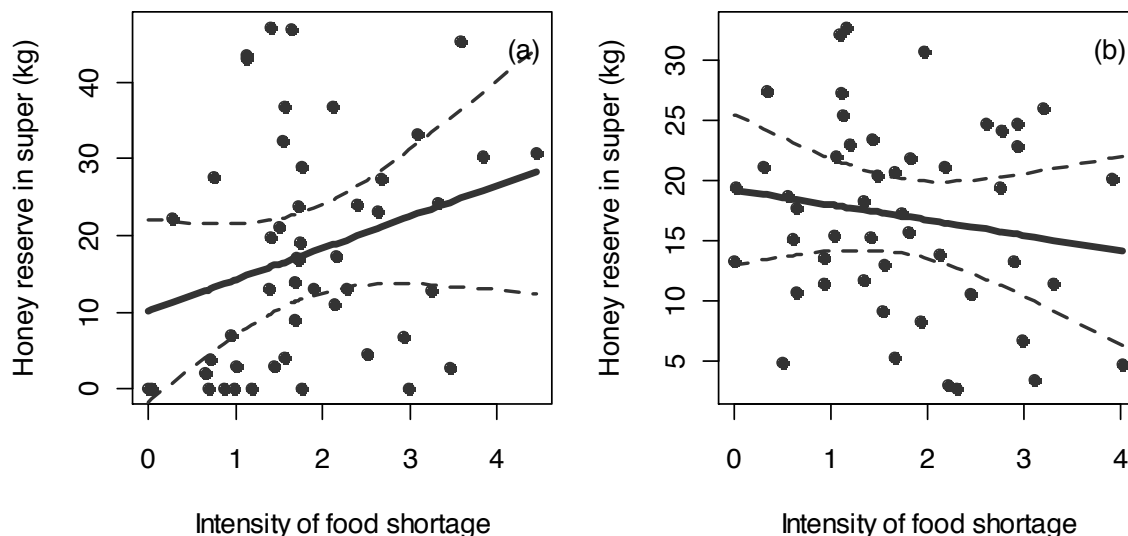 (a)
Honey reserve in super (kg)
40
30
20
10
0
0 1 2 3 4
Intensity of food shortage
(b)
Honey reserve in super (kg)
30
25
20
15
10
5
0 1 2 3 4
Intensity of food shortage